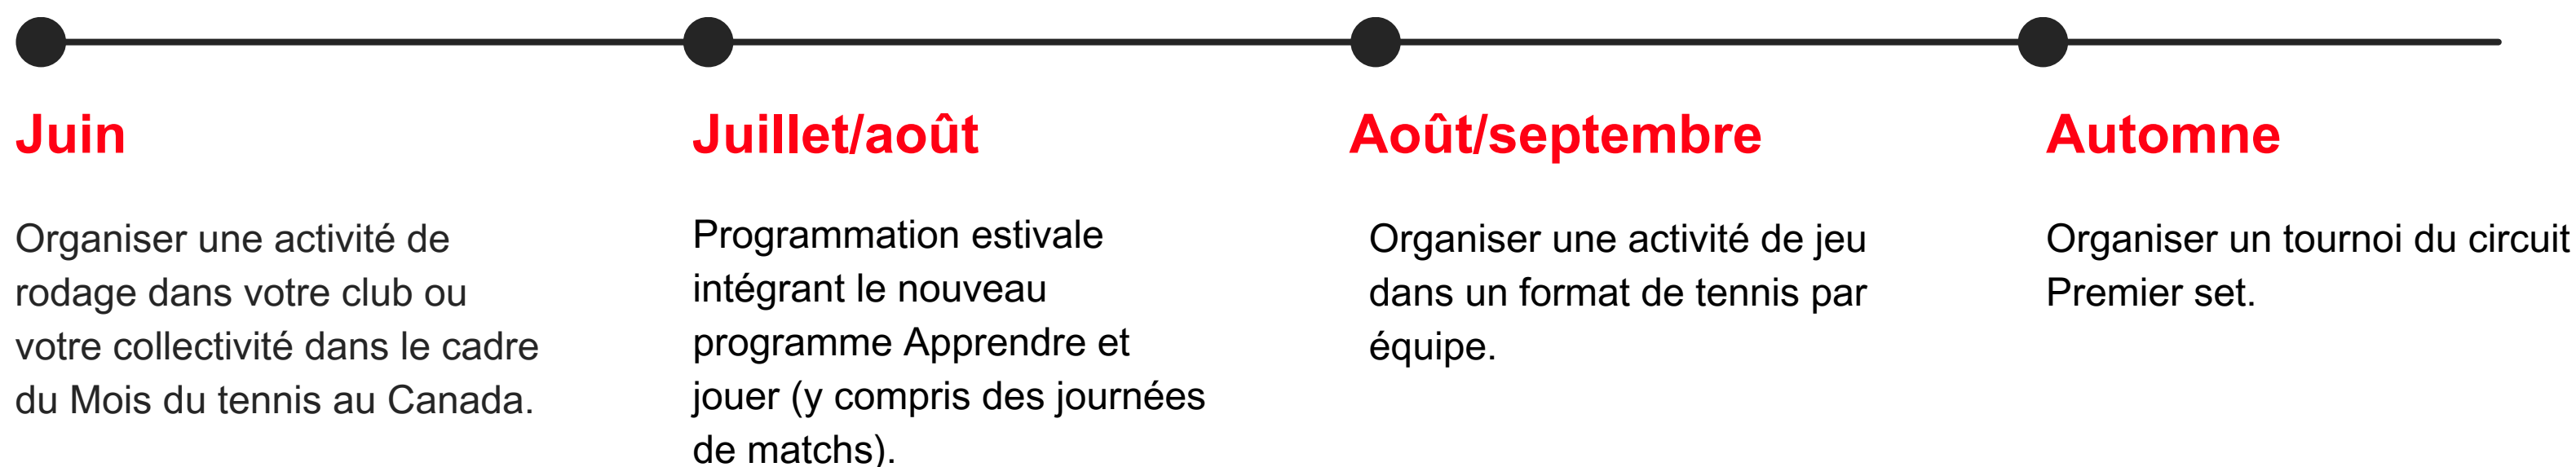 Juin
Organiser une activité de
rodage dans votre club ou
votre collectivité dans le cadre
du Mois du tennis au Canada.
Juillet/août
Programmation estivale
intégrant le nouveau
programme Apprendre et
jouer (y compris des journées
de matchs).
Août/septembre
Organiser une activité de jeu
dans un format de tennis par
équipe.
Automne
Organiser un tournoi du circuit
Premier set.